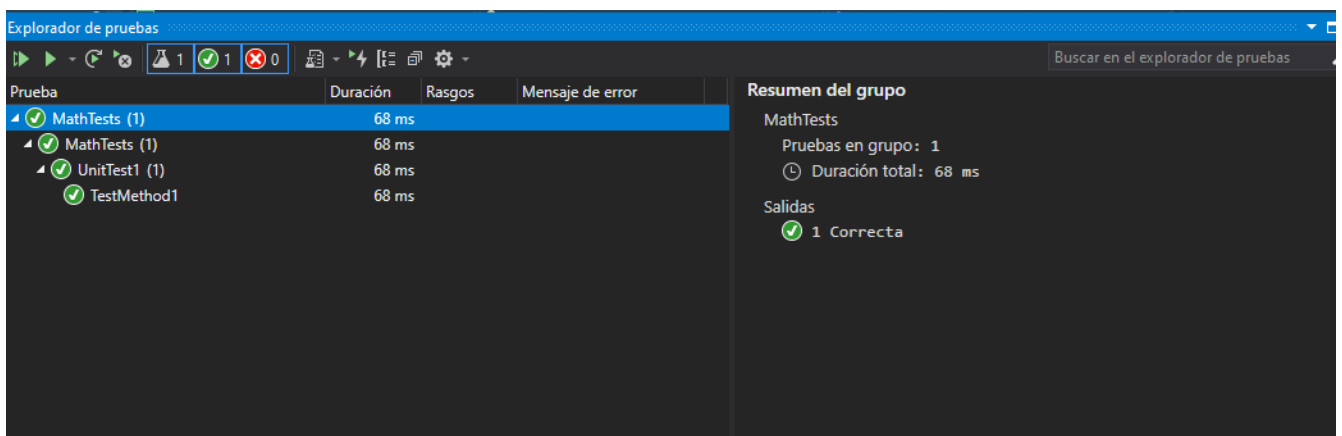 Explorador de pruebas
1 1 0
Buscar en el explorador de pruebas
Prueba Duración Rasgos Mensaje de error
MathTests (1) 68 ms
MathTests (1) 68 ms
UnitTest1 (1) 68 ms
TestMethod1 68 ms
Resumen del grupo
MathTests
Pruebas en grupo: 1
Duración total: 68 ms
Salidas
1 Correcta